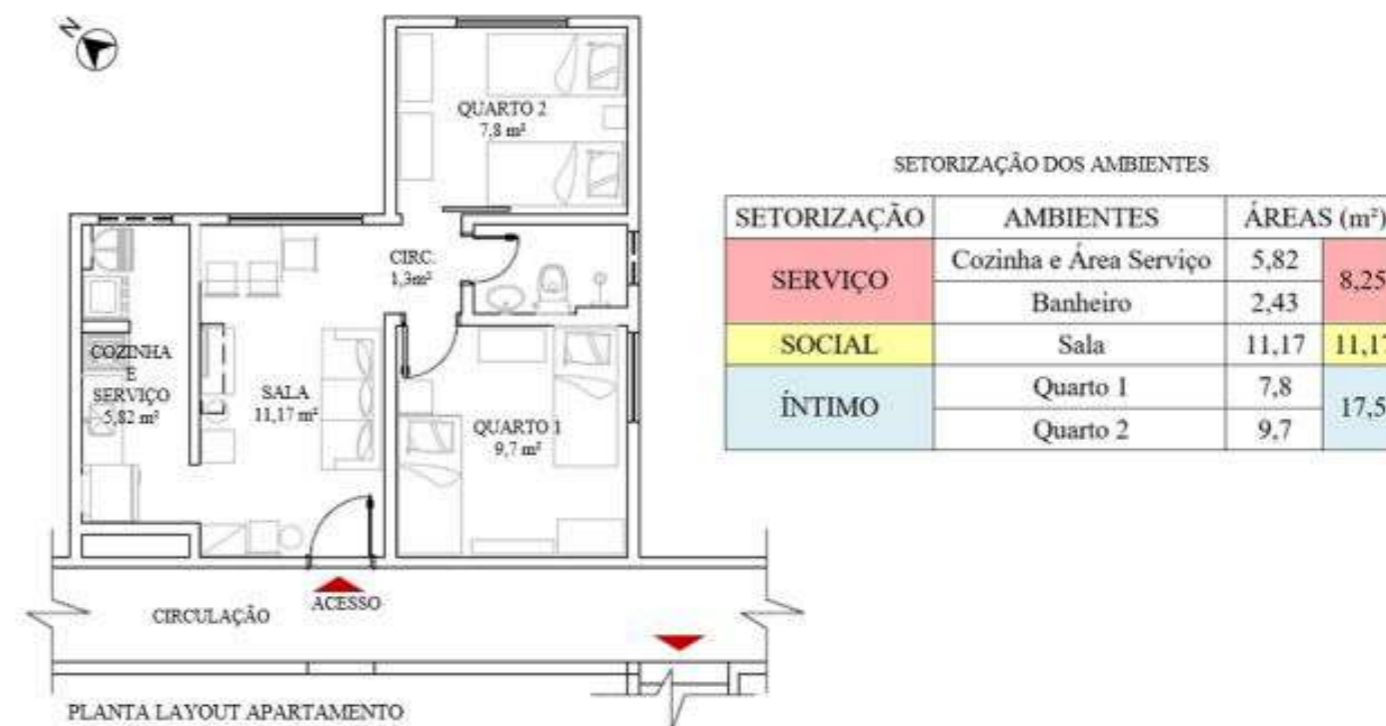 N
QUARTO 2
7,8 m²
CIRC.
1,3m²
COZINHA
E
SERVIÇO
5,82 m²
SALA
11,17 m²
QUARTO 1
9,7 m²
CIRCULAÇÃO
ACESSO
PLANTA LAYOUT APARTAMENTO
SETORIZAÇÃO DOS AMBIENTES
SETORIZAÇÃO AMBIENTES ÁREAS (m²)
SERVIÇO Cozinha e Área Serviço 5,82 8,25
Banheiro 2,43
SOCIAL Sala 11,17 11,17
ÍNTIMO Quarto 1 7,8 17,5
Quarto 2 9,7